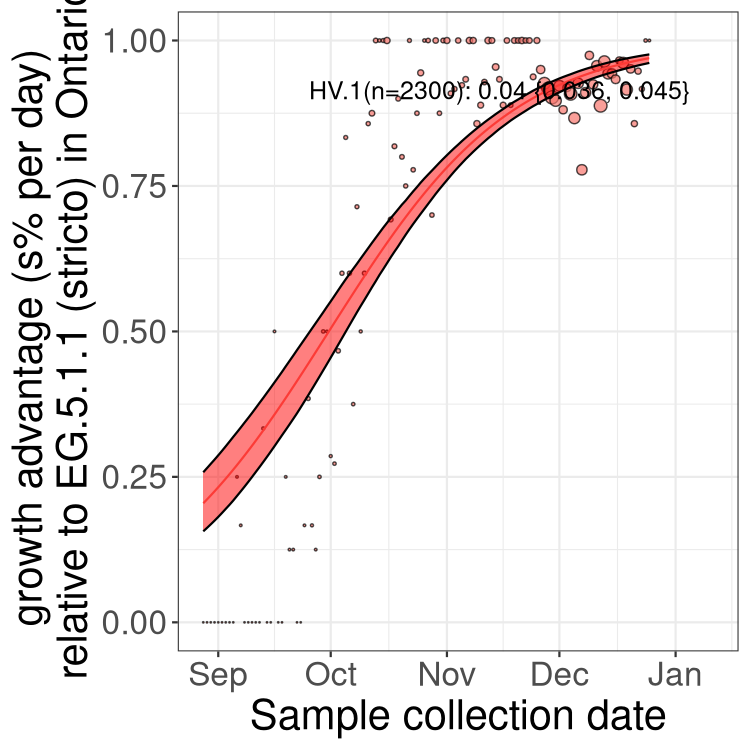 growth advantage (s% per day)
relative to EG.5.1.1 (stricto) in Ontario
1.00
0.75
0.50
0.25
0.00
HV.1(n=2300): 0.04 {0.036, 0.045}
Sep Oct Nov Dec Jan
Sample collection date